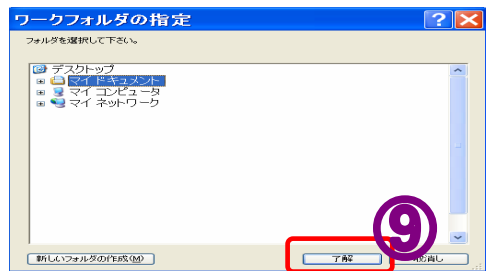 ワークフォルダの指定
フォルダを選択して下さい。
デスクトップ
マイ ドキュメント
マイ コンピュータ
マイ ネットワーク
⑨
新しいフォルダの作成(M)
了解
消し